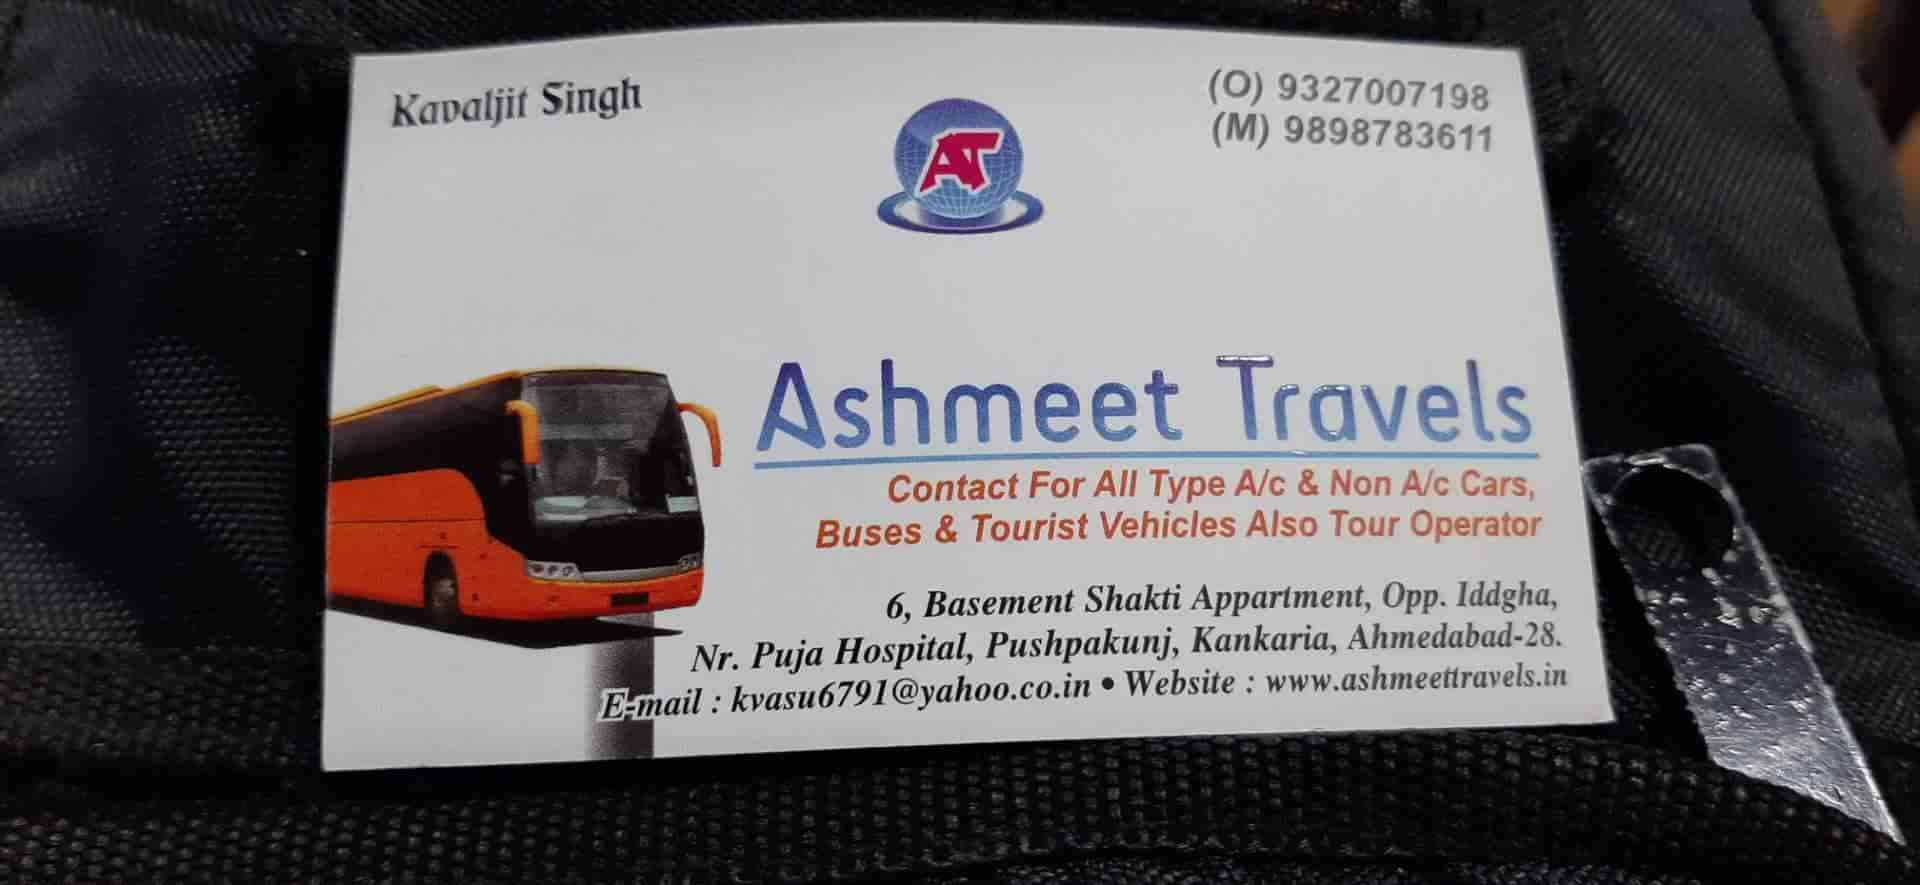 Kavaljit Singh
(O) 9327007198
(M) 9898783611
AT
Ashmeet Travels
Contact For All Type A/c & Non A/c Cars,
Buses & Tourist Vehicles Also Tour Operator
6, Basement Shakti Appartment, Opp. Iddgha,
Nr. Puja Hospital, Pushpakunj, Kankaria, Ahmedabad-28.
E-mail : kvasu6791@yahoo.co.in • Website : www.ashmeettravels.in